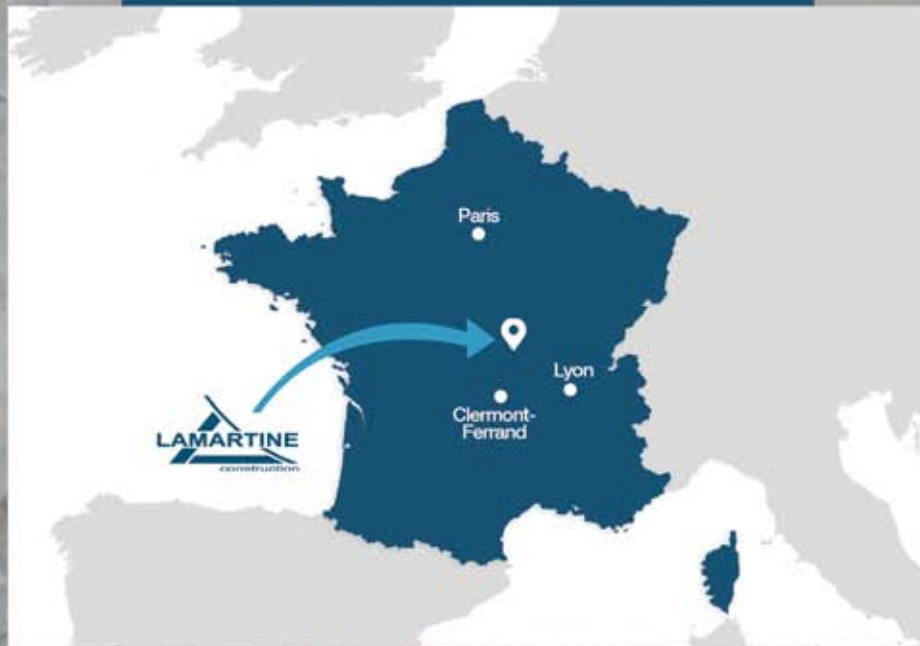 Paris
Lyon
Clermont-
Ferrand
LAMARTINE
construction